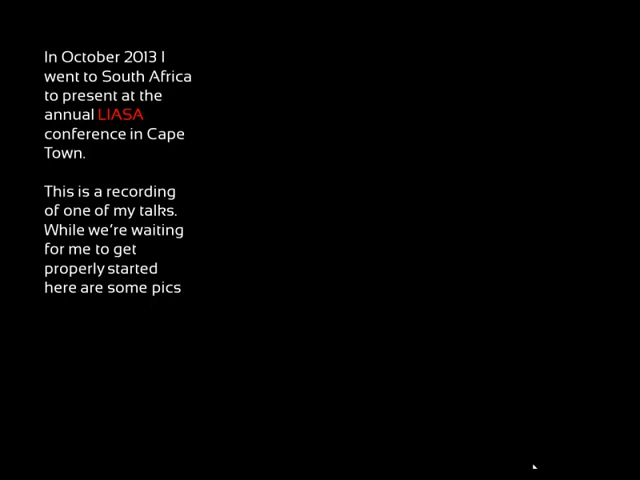 In October 2013 I
went to South Africa
to present at the
annual LIASA
conference in Cape
Town.
This is a recording
of one of my talks.
While we're waiting
for me to get
properly started
here are some pics